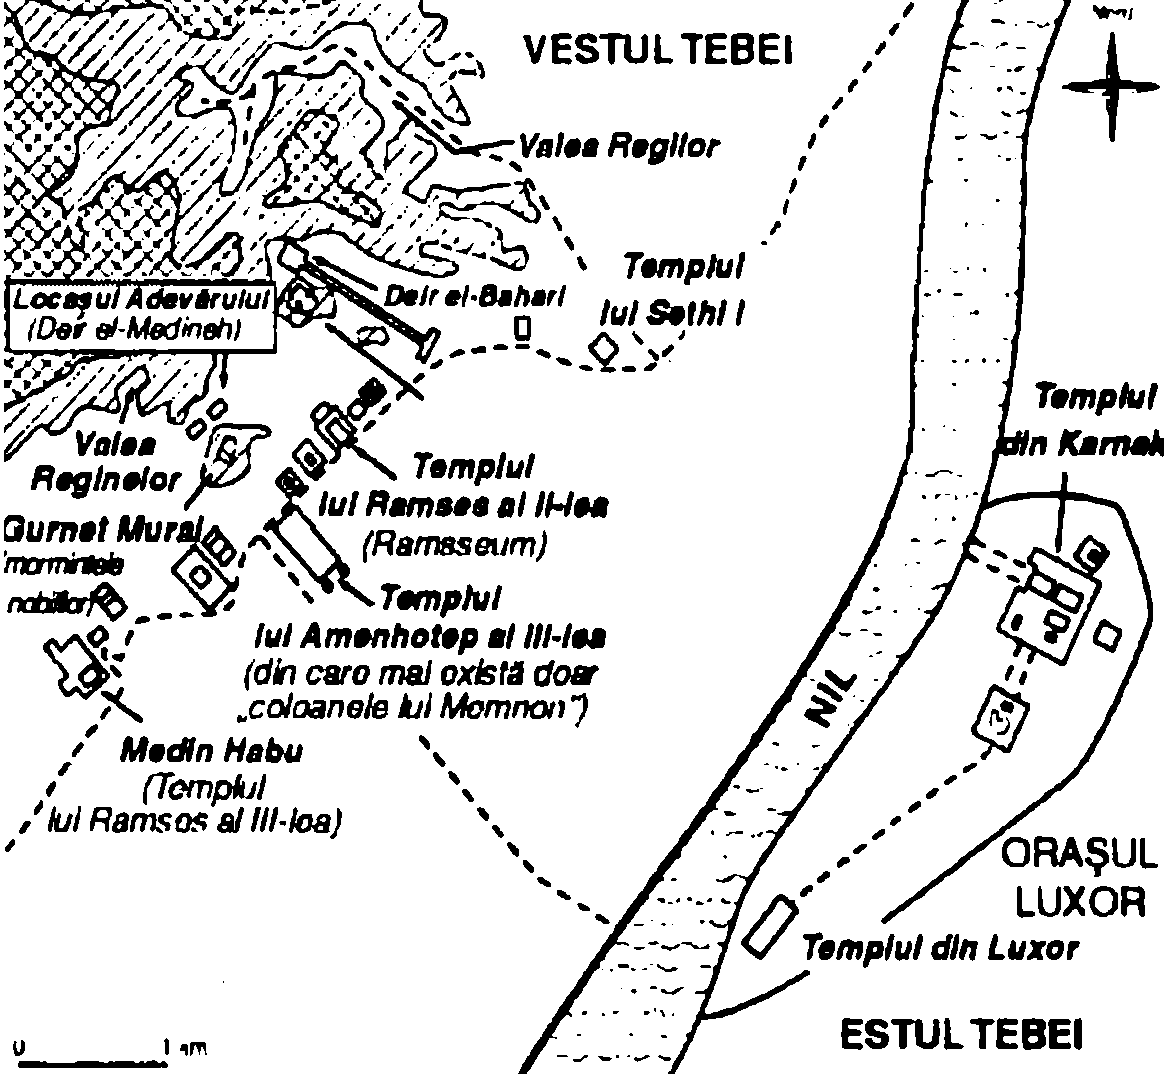 VESTUL TEBEI
Valea Regilor
Templul
lui Sethi I
Deir el-Bahari
Locaşul Adevărului
(Deir el-Medineh)
Templul
din Karnak
Valea
Reginelor
Templul
lui Ramses al II-lea
(Ramsseum)
Gurnet Murai
(mormintele
nobililor)
Templul
lui Amenhotep al III-lea
(din care mai există doar
„coloanele lui Memnon”)
NIL
Medin Habu
(Templul
lui Ramses al III-lea)
ORAŞUL
LUXOR
Templul din Luxor
ESTUL TEBEI
0 1 km